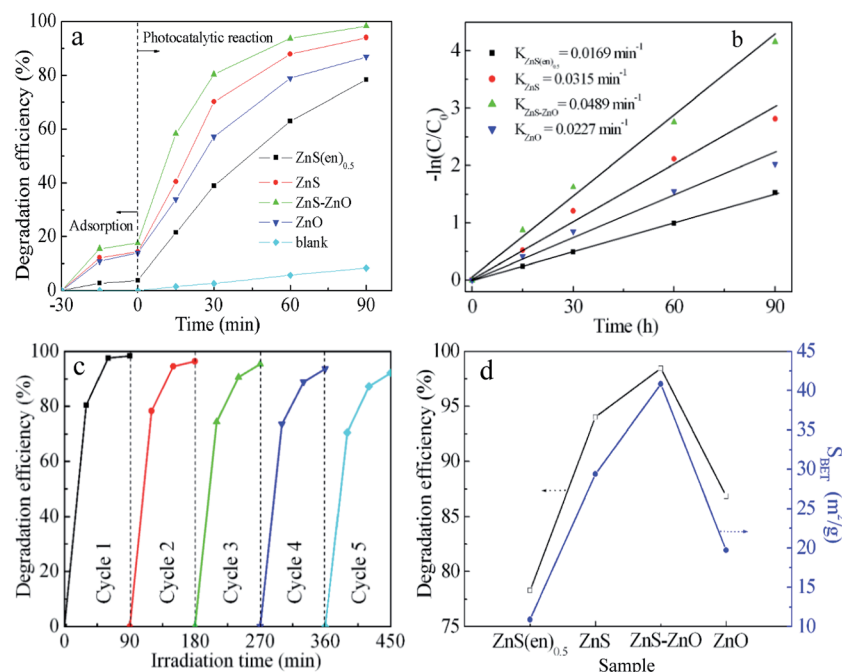 a
Photocatalytic reaction
Adsorption
ZnS(en)0.5
ZnS
ZnS-ZnO
ZnO
blank
Degradation efficiency (%)
100
80
60
40
20
0
-30
0
30
60
90
Time (min)
b
K ZnS(en)0.5 = 0.0169 min-1
K ZnS = 0.0315 min-1
K ZnS-ZnO = 0.0489 min-1
K ZnO = 0.0227 min-1
-ln(C/C0)
4
3
2
1
0
0
15
30
60
90
Time (h)
c
Degradation efficiency (%)
100
80
60
40
20
0
Cycle 1
Cycle 2
Cycle 3
Cycle 4
Cycle 5
0
90
180
270
360
450
Irradiation time (min)
d
Degradation efficiency (%)
100
95
90
85
80
75
45
40
35
30
25
20
15
10
SBET (m2/g)
ZnS(en)0.5
ZnS
ZnS-ZnO
ZnO
Sample